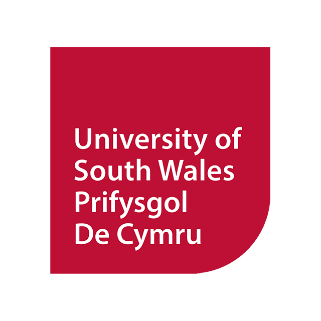 University of
South Wales
Prifysgol
De Cymru